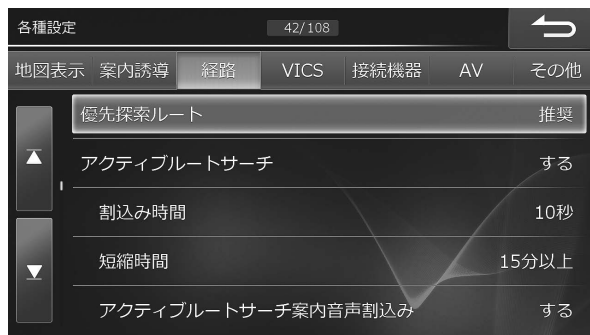 各種設定 42/108
地図表示 案内誘導 経路 VICS 接続機器 AV その他
優先探索ルート 推奨
アクティブルートサーチ する
割込み時間 10秒
短縮時間 15分以上
アクティブルートサーチ案内音声割込み する